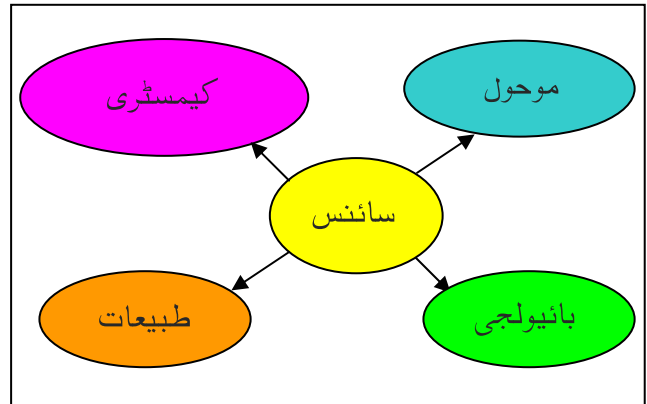 موحول
کیمسٹری
سائنس
بائیولجی
طبیعات